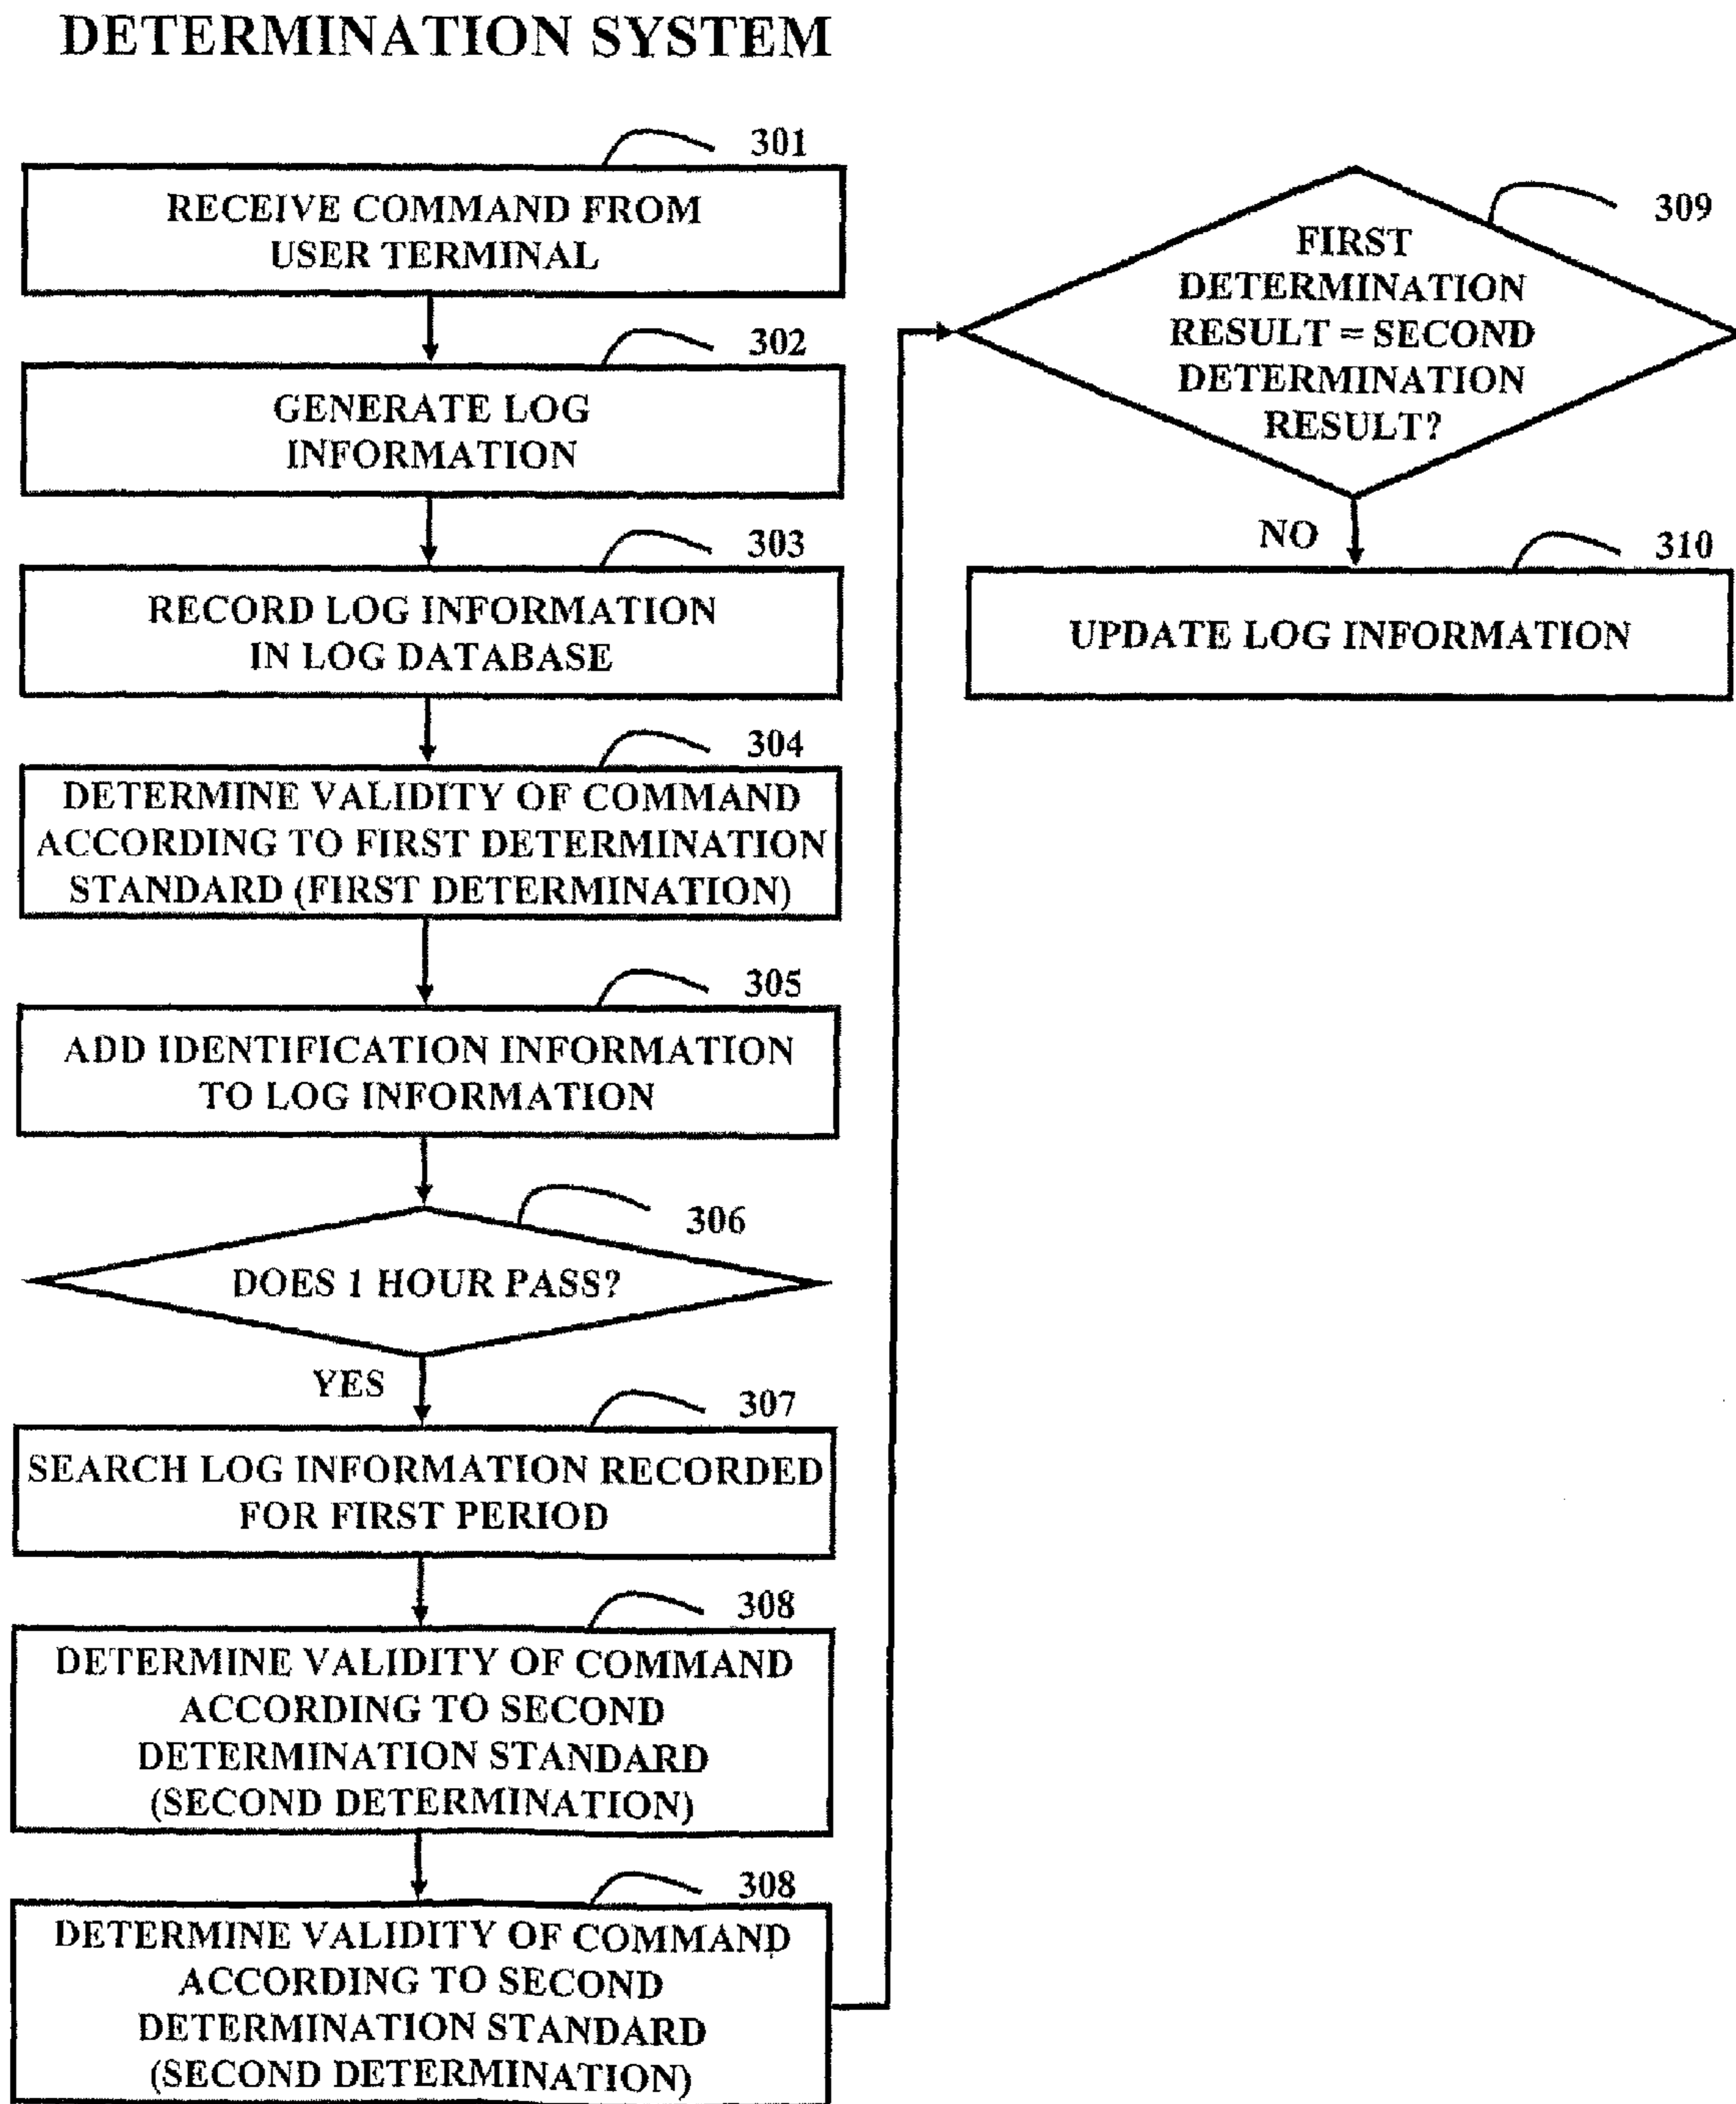 DETERMINATION SYSTEM
301
RECEIVE COMMAND FROM
USER TERMINAL
302
GENERATE LOG
INFORMATION
303
RECORD LOG INFORMATION
IN LOG DATABASE
304
DETERMINE VALIDITY OF COMMAND
ACCORDING TO FIRST DETERMINATION
STANDARD (FIRST DETERMINATION)
305
ADD IDENTIFICATION INFORMATION
TO LOG INFORMATION
306
DOES 1 HOUR PASS?
YES
307
SEARCH LOG INFORMATION RECORDED
FOR FIRST PERIOD
308
DETERMINE VALIDITY OF COMMAND
ACCORDING TO SECOND
DETERMINATION STANDARD
(SECOND DETERMINATION)
308
DETERMINE VALIDITY OF COMMAND
ACCORDING TO SECOND
DETERMINATION STANDARD
(SECOND DETERMINATION)
309
FIRST
DETERMINATION
RESULT = SECOND
DETERMINATION
RESULT?
NO
310
UPDATE LOG INFORMATION